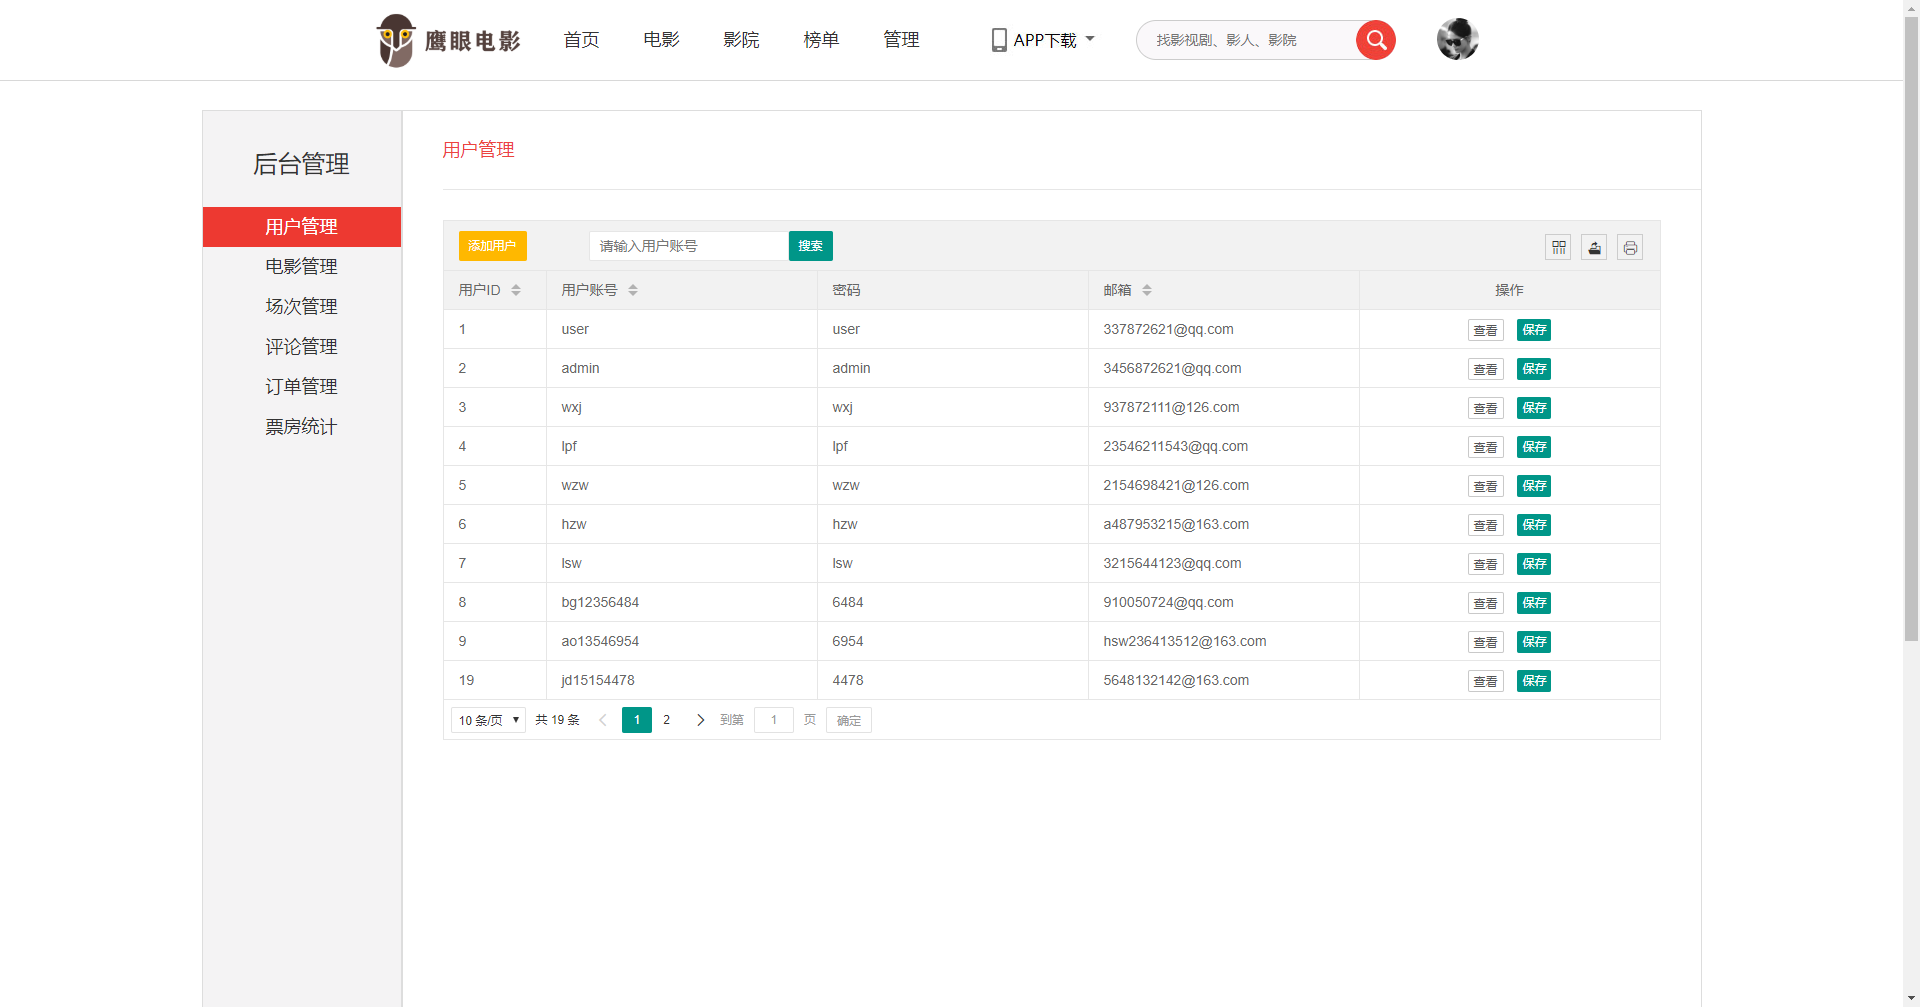 鹰眼电影 首页 电影 影院 榜单 管理 APP下载 找影视剧、影人、影院
后台管理
用户管理
电影管理
场次管理
评论管理
订单管理
票房统计
用户管理
添加用户 请输入用户账号 搜索
用户ID 用户账号 密码 邮箱 操作
1 user user 337872621@qq.com 查看 保存
2 admin admin 3456872621@qq.com 查看 保存
3 wxj wxj 937872111@126.com 查看 保存
4 lpf lpf 23546211543@qq.com 查看 保存
5 wzw wzw 2154698421@126.com 查看 保存
6 hzw hzw a487953215@163.com 查看 保存
7 lsw lsw 3215644123@qq.com 查看 保存
8 bg12356484 6484 910050724@qq.com 查看 保存
9 ao13546954 6954 hsw236413512@163.com 查看 保存
19 jd15154478 4478 5648132142@163.com 查看 保存
10 条/页 共 19 条 1 2 到第 1 页 确定